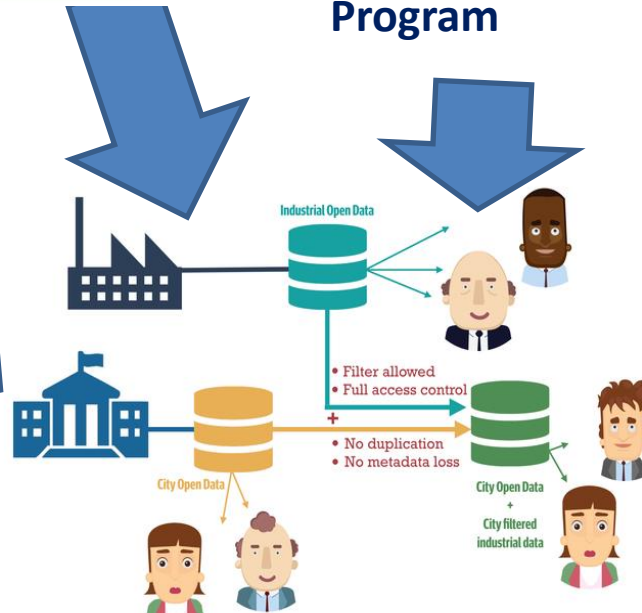 Program
Industrial Open Data
• Filter allowed
• Full access control
+
• No duplication
• No metadata loss
City Open Data
City Open Data
+
City filtered
industrial data